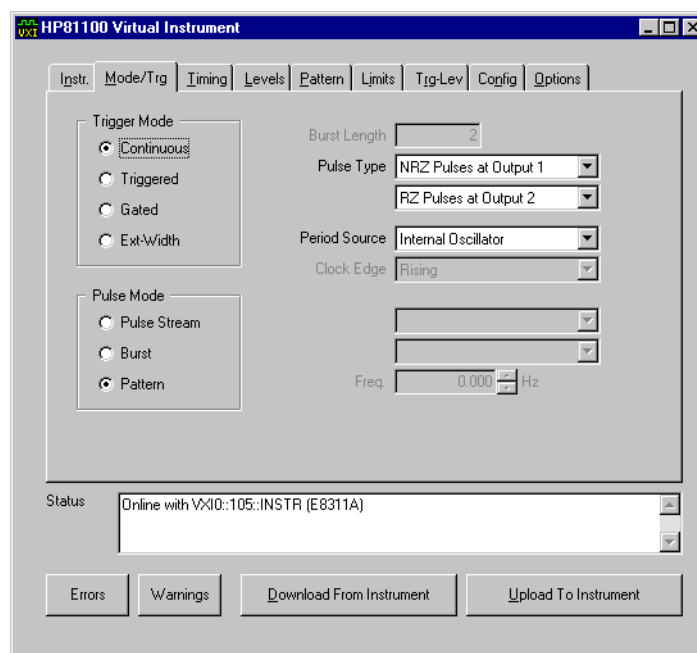 VXI HP81100 Virtual Instrument
Instr. Mode/Trg Timing Levels Pattern Limits Trg-Lev Config Options
Trigger Mode
Continuous
Triggered
Gated
Ext-Width
Burst Length 2
Pulse Type NRZ Pulses at Output 1
RZ Pulses at Output 2
Period Source Internal Oscillator
Clock Edge Rising
Pulse Mode
Pulse Stream
Burst
Pattern
Freq. 0.000 Hz
Status Online with VXI0::105::INSTR (E8311A)
Errors Warnings Download From Instrument Upload To Instrument